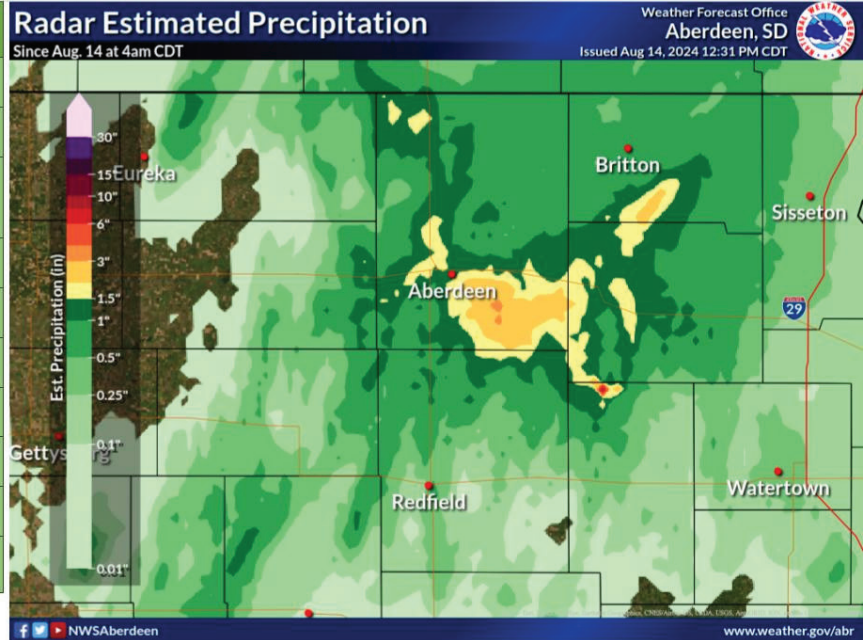 Radar Estimated Precipitation
Since Aug. 14 at 4am CDT
Weather Forecast Office
Aberdeen, SD
Issued Aug 14, 2024 12:31 PM CDT
Est. Precipitation (in)
30"
15"
10"
6"
3"
1.5"
1"
0.5"
0.25"
0.1"
0.01"
Eureka
Britton
Sisseton
Aberdeen
29
Redfield
Watertown
NWSAberdeen
www.weather.gov/abr